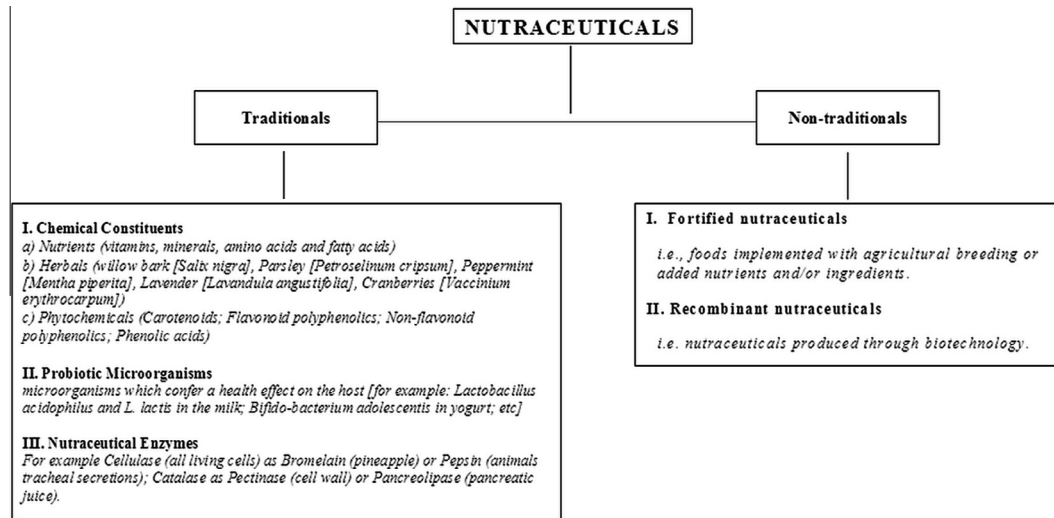 NUTRACEUTICALS
Traditionals
Non-traditionals
I. Chemical Constituents
a) Nutrients (vitamins, minerals, amino acids and fatty acids)
b) Herbals (willow bark [Salix nigra], Parsley [Petroselinum cripsum], Peppermint
[Mentha piperita], Lavender [Lavandula angustifolia], Cranberries [Vaccinium
erythrocarpum])
c) Phytochemicals (Carotenoids; Flavonoid polyphenolics; Non-flavonoid
polyphenolics; Phenolic acids)
II. Probiotic Microorganisms
microorganisms which confer a health effect on the host [for example: Lactobacillus
acidophilus and L. lactis in the milk; Bifido-bacterium adolescentis in yogurt; etc]
III. Nutraceutical Enzymes
For example Cellulase (all living cells) as Bromelain (pineapple) or Pepsin (animals
tracheal secretions); Catalase as Pectinase (cell wall) or Pancreolipase (pancreatic
juice).
I. Fortified nutraceuticals
i.e., foods implemented with agricultural breeding or
added nutrients and/or ingredients.
II. Recombinant nutraceuticals
i.e. nutraceuticals produced through biotechnology.